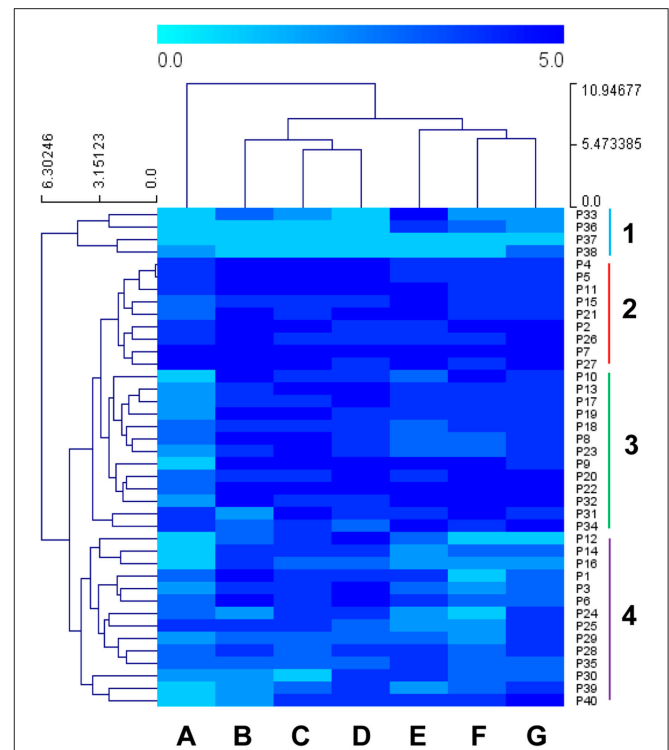 0.0 5.0
10.94677
5.473385
0.0
6.30246
3.15123
0.0
P33
P36
P37
P38
1
P4
P5
P11
P15
P21
P2
P26
P7
P27
2
P10
P13
P17
P19
P18
P8
P23
P9
P20
P22
P32
P31
P34
3
P12
P14
P16
P1
P3
P6
P24
P25
P29
P28
P35
P30
P39
P40
4
A B C D E F G